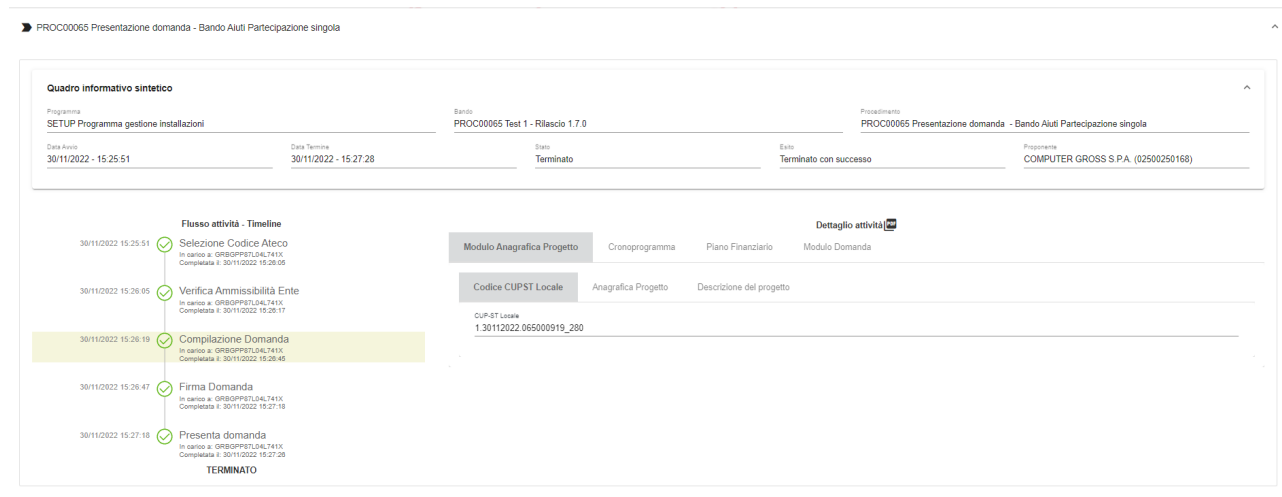 PROC00065 Presentazione domanda - Bando Aiuti Partecipazione singola
Quadro informativo sintetico
Programma
SETUP Programma gestione installazioni
Bando
PROC00065 Test 1 - Rilascio 1.7.0
Procedimento
PROC00065 Presentazione domanda - Bando Aiuti Partecipazione singola
Data Avvio
30/11/2022 - 15:25:51
Data Termine
30/11/2022 - 15:27:28
Stato
Terminato
Esito
Terminato con successo
Proponente
COMPUTER GROSS S.P.A. (02500250168)
Flusso attività - Timeline
30/11/2022 15:25:51 Selezione Codice Ateco
In carico a: GRBGPP87L04L741X
Completata il: 30/11/2022 15:26:05
30/11/2022 15:26:05 Verifica Ammissibilità Ente
In carico a: GRBGPP87L04L741X
Completata il: 30/11/2022 15:26:17
30/11/2022 15:26:19 Compilazione Domanda
In carico a: GRBGPP87L04L741X
Completata il: 30/11/2022 15:26:45
30/11/2022 15:26:47 Firma Domanda
In carico a: GRBGPP87L04L741X
Completata il: 30/11/2022 15:27:18
30/11/2022 15:27:18 Presenta domanda
In carico a: GRBGPP87L04L741X
Completata il: 30/11/2022 15:27:28
TERMINATO
Dettaglio attività PDF
Modulo Anagrafica Progetto Cronoprogramma Piano Finanziario Modulo Domanda
Codice CUPST Locale Anagrafica Progetto Descrizione del progetto
CUP-ST Locale
1.30112022.065000919_280